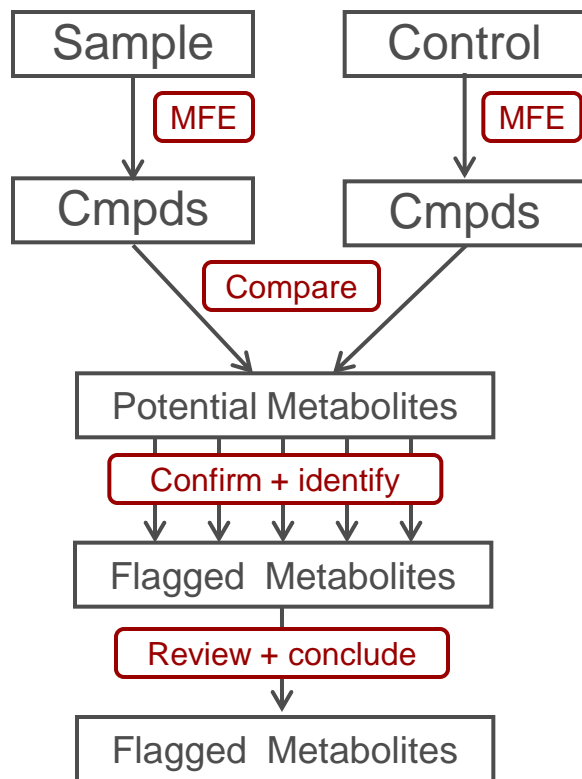 Sample
Control
MFE
MFE
Cmpds
Cmpds
Compare
Potential Metabolites
Confirm + identify
Flagged  Metabolites
Review + conclude
Flagged  Metabolites